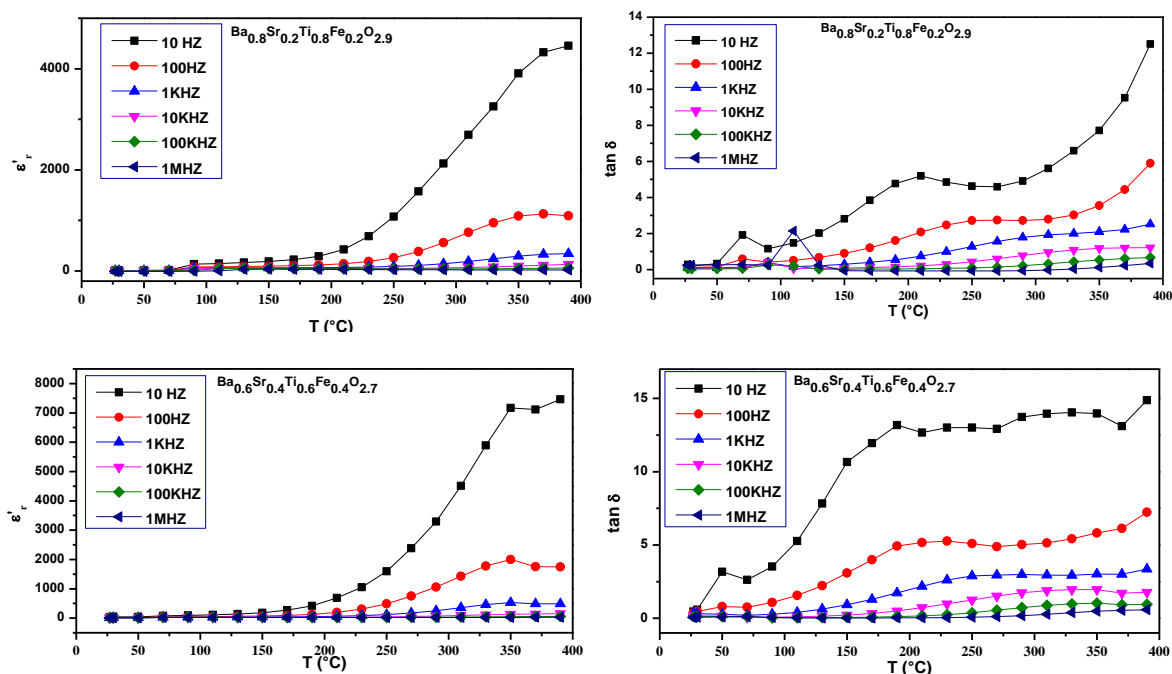 Ba0.8Sr0.2Ti0.8Fe0.2O2.9
10 HZ
100HZ
1KHZ
10KHZ
100KHZ
1MHZ
4000
2000
0
ε'r
0 50 100 150 200 250 300 350 400
T (°C)
Ba0.8Sr0.2Ti0.8Fe0.2O2.9
10 HZ
100HZ
1KHZ
10KHZ
100KHZ
1MHZ
14
12
10
8
6
4
2
0
tan δ
0 50 100 150 200 250 300 350 400
T (°C)
Ba0.6Sr0.4Ti0.6Fe0.4O2.7
10 HZ
100HZ
1KHZ
10KHZ
100KHZ
1MHZ
8000
7000
6000
5000
4000
3000
2000
1000
0
ε'r
0 50 100 150 200 250 300 350 400
T (°C)
Ba0.6Sr0.4Ti0.6Fe0.4O2.7
10 HZ
100HZ
1KHZ
10KHZ
100KHZ
1MHZ
15
10
5
0
tan δ
0 50 100 150 200 250 300 350 400
T (°C)